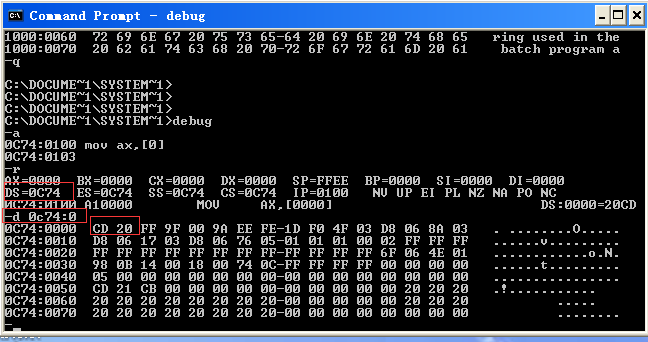 Command Prompt - debug
1000:0060 72 69 6E 67 20 75 73 65-64 20 69 6E 20 74 68 65 ring used in the
1000:0070 20 62 61 74 63 68 20 70-72 6F 67 72 61 6D 20 61 batch program a
-q
C:\DOCUME~1\SYSTEM~1>
C:\DOCUME~1\SYSTEM~1>
C:\DOCUME~1\SYSTEM~1>
C:\DOCUME~1\SYSTEM~1>debug
-a
0C74:0100 mov ax,[0]
0C74:0103
-r
AX=0000 BX=0000 CX=0000 DX=0000 SP=FFEE BP=0000 SI=0000 DI=0000
DS=0C74 ES=0C74 SS=0C74 CS=0C74 IP=0100 NV UP EI PL NZ NA PO NC
0C74:0100 A10000 MOV AX,[0000] DS:0000=20CD
-d 0c74:0
0C74:0000 CD 20 FF 9F 00 9A EE FE-1D F0 4F 03 D8 06 8A 03 . ........O.....
0C74:0010 D8 06 17 03 D8 06 76 05-01 01 01 00 02 FF FF FF ......v.........
0C74:0020 FF FF FF FF FF FF FF FF-FF FF FF FF 6F 06 4E 01 ............o.N.
0C74:0030 98 0B 14 00 18 00 74 0C-FF FF FF FF 00 00 00 00 ......t.........
0C74:0040 05 00 00 00 00 00 00 00-00 00 00 00 00 00 00 00 ................
0C74:0050 CD 21 CB 00 00 00 00 00-00 00 00 00 00 20 20 20 .!...........
0C74:0060 20 20 20 20 20 20 20 20-00 00 00 00 00 20 20 20 .....
0C74:0070 20 20 20 20 20 20 20 20-00 00 00 00 00 00 00 00 ........
-